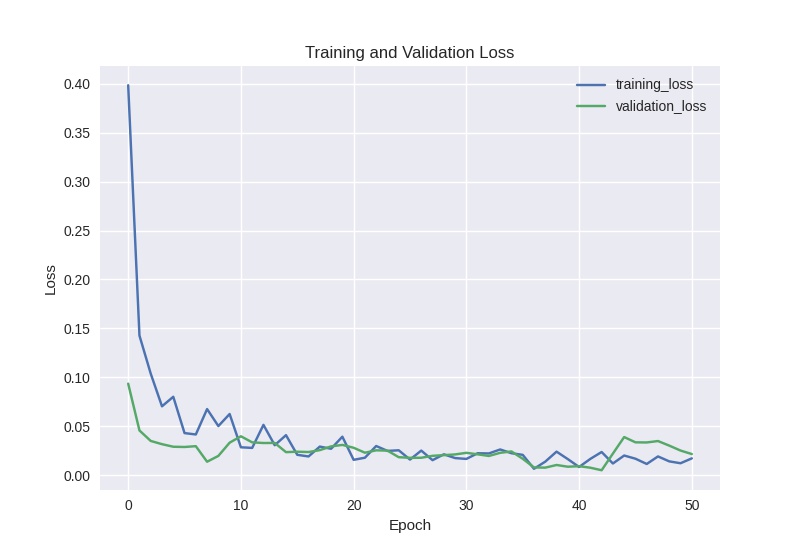 Training and Validation Loss
training_loss
validation_loss
0.40
0.35
0.30
0.25
0.20
0.15
0.10
0.05
0.00
Loss
0 10 20 30 40 50
Epoch